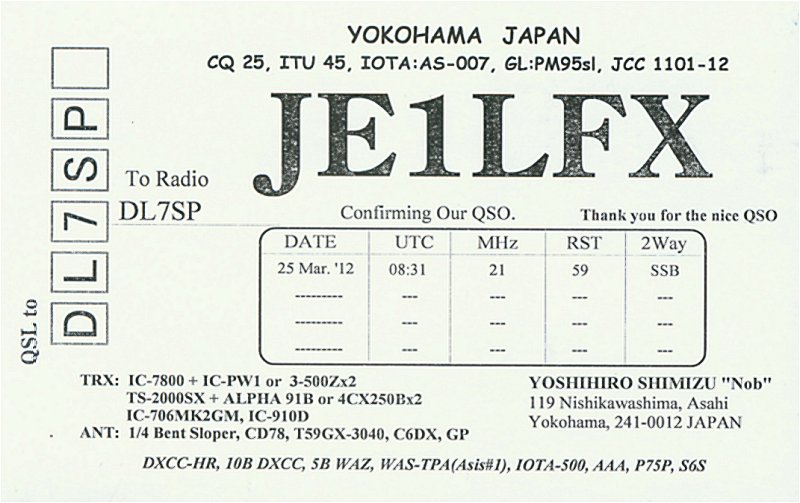 YOKOHAMA JAPAN
CQ 25, ITU 45, IOTA:AS-007, GL:PM95sl, JCC 1101-12
JE1LFX
QSL to DL7SP
To Radio
DL7SP
Confirming Our QSO.
Thank you for the nice QSO
DATE UTC MHz RST 2Way
25 Mar. '12 08:31 21 59 SSB
--------- --- --- --- ---
--------- --- --- --- ---
--------- --- --- --- ---
TRX: IC-7800 + IC-PW1 or 3-500Zx2
TS-2000SX + ALPHA 91B or 4CX250Bx2
IC-706MK2GM, IC-910D
ANT: 1/4 Bent Sloper, CD78, T59GX-3040, C6DX, GP
YOSHIHIRO SHIMIZU "Nob"
119 Nishikawashima, Asahi
Yokohama, 241-0012 JAPAN
DXCC-HR, 10B DXCC, 5B WAZ, WAS-TPA(Asis#1), IOTA-500, AAA, P75P, S6S